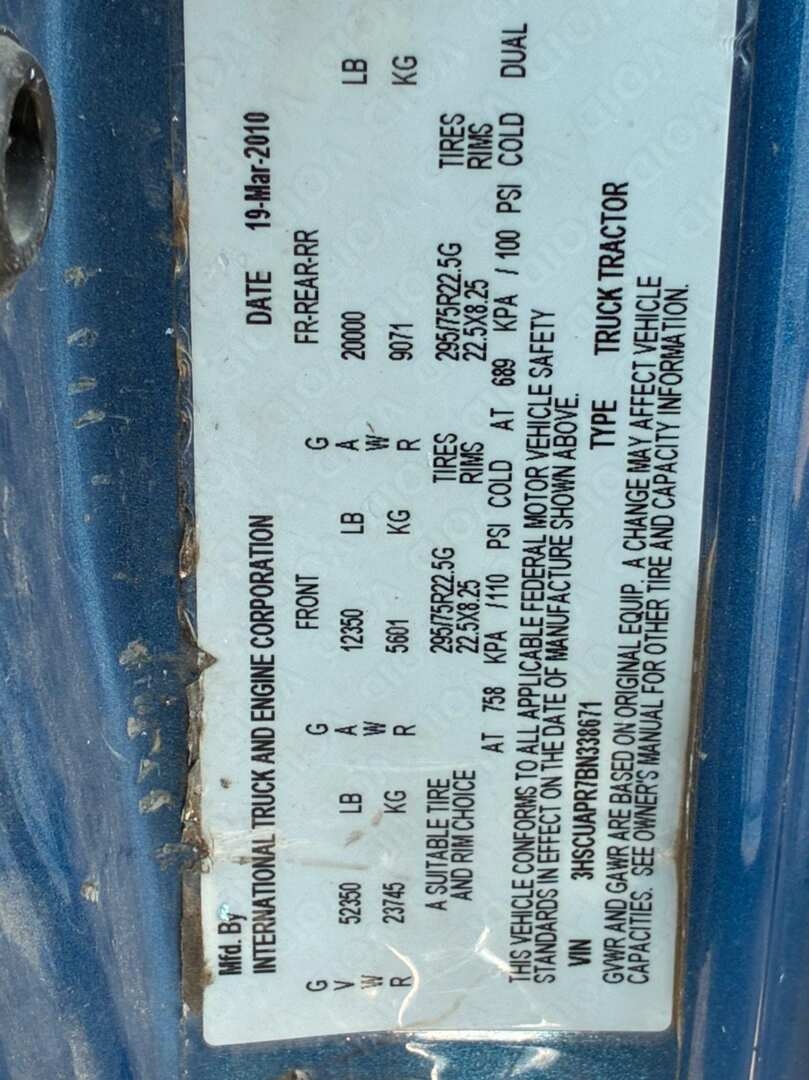 Mfd. By
INTERNATIONAL TRUCK AND ENGINE CORPORATION DATE 19-Mar-2010
G FRONT G FR-REAR-RR
V 52350 LB A 12350 LB A 20000 LB
W 23745 KG W 5601 KG W 9071 KG
R R R
A SUITABLE TIRE 295/75R22.5G TIRES 295/75R22.5G TIRES
AND RIM CHOICE 22.5X8.25 RIMS 22.5X8.25 RIMS
AT 758 KPA /110 PSI COLD AT 689 KPA / 100 PSI COLD DUAL
THIS VEHICLE CONFORMS TO ALL APPLICABLE FEDERAL MOTOR VEHICLE SAFETY
STANDARDS IN EFFECT ON THE DATE OF MANUFACTURE SHOWN ABOVE.
VIN 3HSCUAPR7BN338671 TYPE TRUCK TRACTOR
GVWR AND GAWR ARE BASED ON ORIGINAL EQUIP. A CHANGE MAY AFFECT VEHICLE
CAPACITIES. SEE OWNER'S MANUAL FOR OTHER TIRE AND CAPACITY INFORMATION.